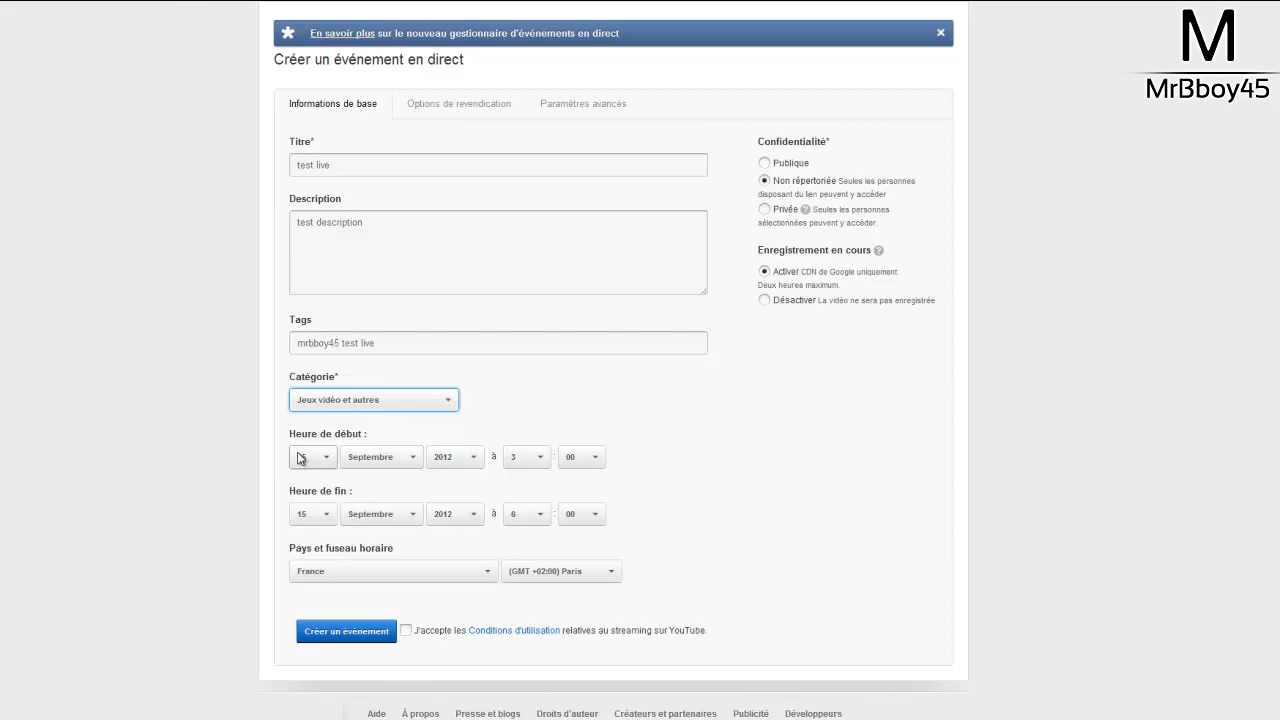 M
MrBboy45
En savoir plus sur le nouveau gestionnaire d'événements en direct
Créer un événement en direct
Informations de base
Options de revendication
Paramètres avancés
Titre*
test live
Description
test description
Tags
mrbboy45 test live
Catégorie*
Jeux vidéo et autres
Heure de début :
Septembre 2012 à 3 : 00
Heure de fin :
15 Septembre 2012 à 6 : 00
Pays et fuseau horaire
France (GMT +02:00) Paris
Créer un événement J'accepte les Conditions d'utilisation relatives au streaming sur YouTube.
Confidentialité*
Publique
Non répertoriée Seules les personnes
disposant du lien peuvent y accéder
Privée ? Seules les personnes
sélectionnées peuvent y accéder.
Enregistrement en cours ?
Activer CDN de Google uniquement.
Deux heures maximum.
Désactiver La vidéo ne sera pas enregistrée
Aide À propos Presse et blogs Droits d'auteur Créateurs et partenaires Publicité Développeurs